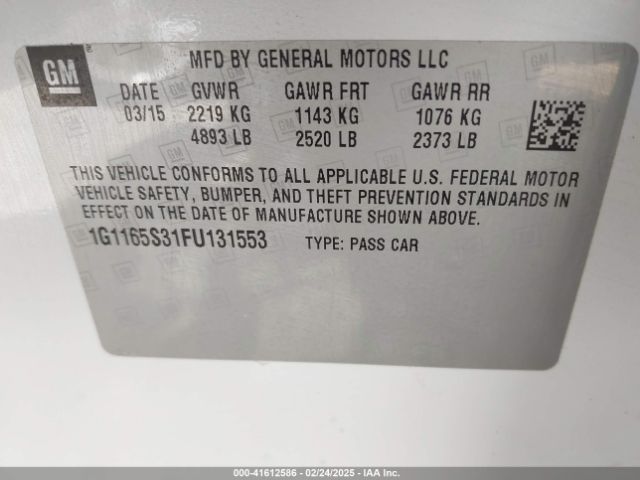 GM
MFD BY GENERAL MOTORS LLC
DATE GVWR GAWR FRT GAWR RR
03/15 2219 KG 1143 KG 1076 KG
4893 LB 2520 LB 2373 LB
THIS VEHICLE CONFORMS TO ALL APPLICABLE U.S. FEDERAL MOTOR
VEHICLE SAFETY, BUMPER, AND THEFT PREVENTION STANDARDS IN
EFFECT ON THE DATE OF MANUFACTURE SHOWN ABOVE.
1G1165S31FU131553 TYPE: PASS CAR
000-41612586 - 02/24/2025 - IAA Inc.